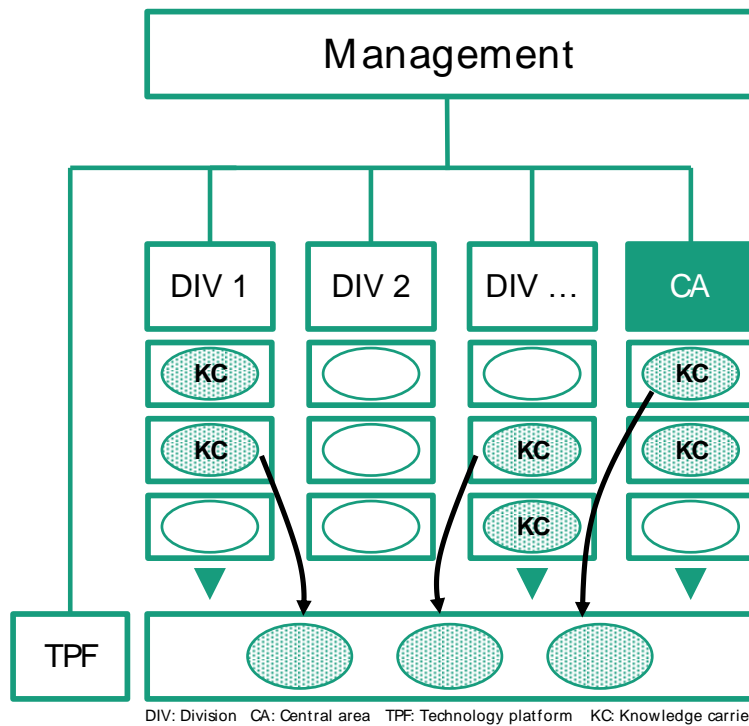 Management
DIV 1 DIV 2 DIV ... CA
KC KC
KC KC KC
KC
TPF
DIV: Division CA: Central area TPF: Technology platform KC: Knowledge carrie